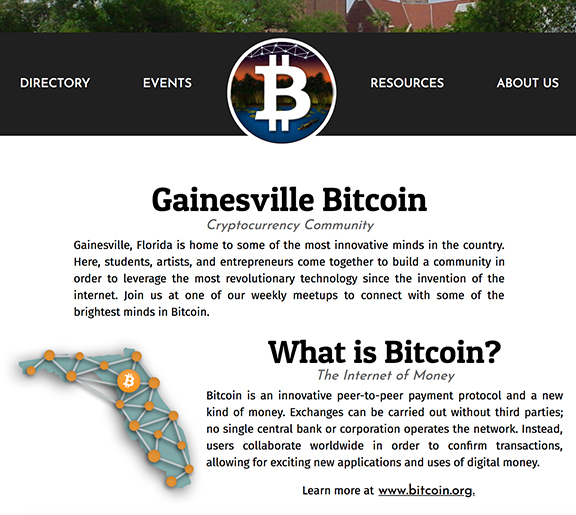 DIRECTORY EVENTS RESOURCES ABOUT US
Gainesville Bitcoin
Cryptocurrency Community
Gainesville, Florida is home to some of the most innovative minds in the country.
Here, students, artists, and entrepreneurs come together to build a community in
order to leverage the most revolutionary technology since the invention of the
internet. Join us at one of our weekly meetups to connect with some of the
brightest minds in Bitcoin.
What is Bitcoin?
The Internet of Money
Bitcoin is an innovative peer-to-peer payment protocol and a new
kind of money. Exchanges can be carried out without third parties;
no single central bank or corporation operates the network. Instead,
users collaborate worldwide in order to confirm transactions,
allowing for exciting new applications and uses of digital money.
Learn more at www.bitcoin.org.